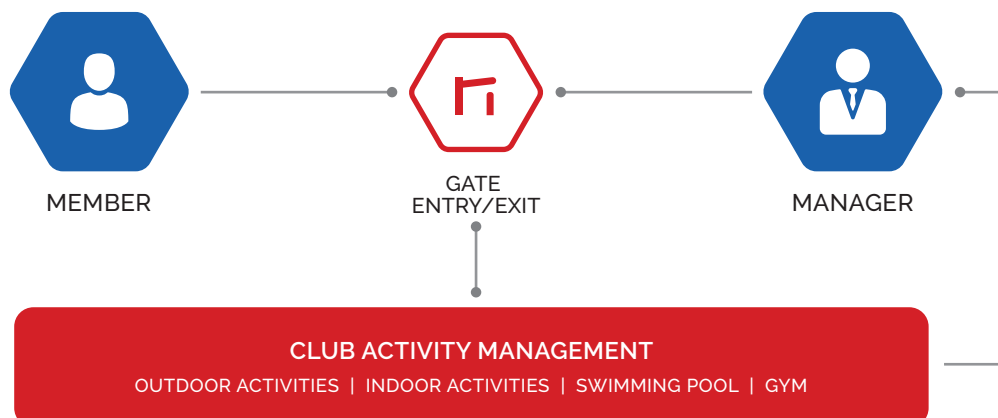 MEMBER
GATE
ENTRY/EXIT
MANAGER
CLUB ACTIVITY MANAGEMENT
OUTDOOR ACTIVITIES | INDOOR ACTIVITIES | SWIMMING POOL | GYM